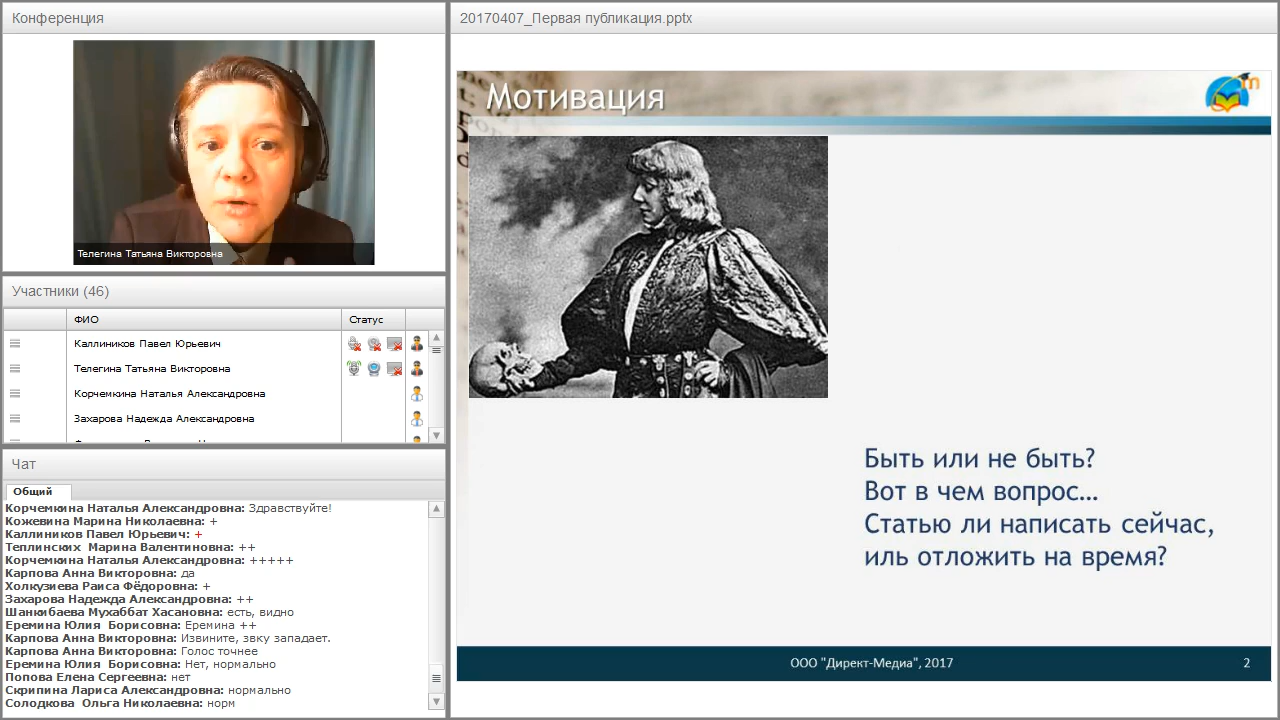 Конференция
Телегина Татьяна Викторовна
Участники (46)
ФИО Статус
Каллиников Павел Юрьевич
Телегина Татьяна Викторовна
Корчемкина Наталья Александровна
Захарова Надежда Александровна
Чат
Общий
Корчемкина Наталья Александровна: Здравствуйте!
Кожевина Марина Николаевна: +
Каллиников Павел Юрьевич: +
Теплинских Марина Валентиновна: ++
Корчемкина Наталья Александровна: +++++
Карпова Анна Викторовна: да
Холкузиева Раиса Фёдоровна: +
Захарова Надежда Александровна: ++
Шанкибаева Мухаббат Хасановна: есть, видно
Еремина Юлия Борисовна: Еремина ++
Карпова Анна Викторовна: Извините, звку западает.
Карпова Анна Викторовна: Голос точнее
Еремина Юлия Борисовна: Нет, нормально
Попова Елена Сергеевна: нет
Скрипина Лариса Александровна: нормально
Солодкова Ольга Николаевна: норм
20170407_Первая публикация.pptx
Мотивация
Быть или не быть?
Вот в чем вопрос…
Статью ли написать сейчас,
иль отложить на время?
ООО "Директ-Медиа", 2017
2